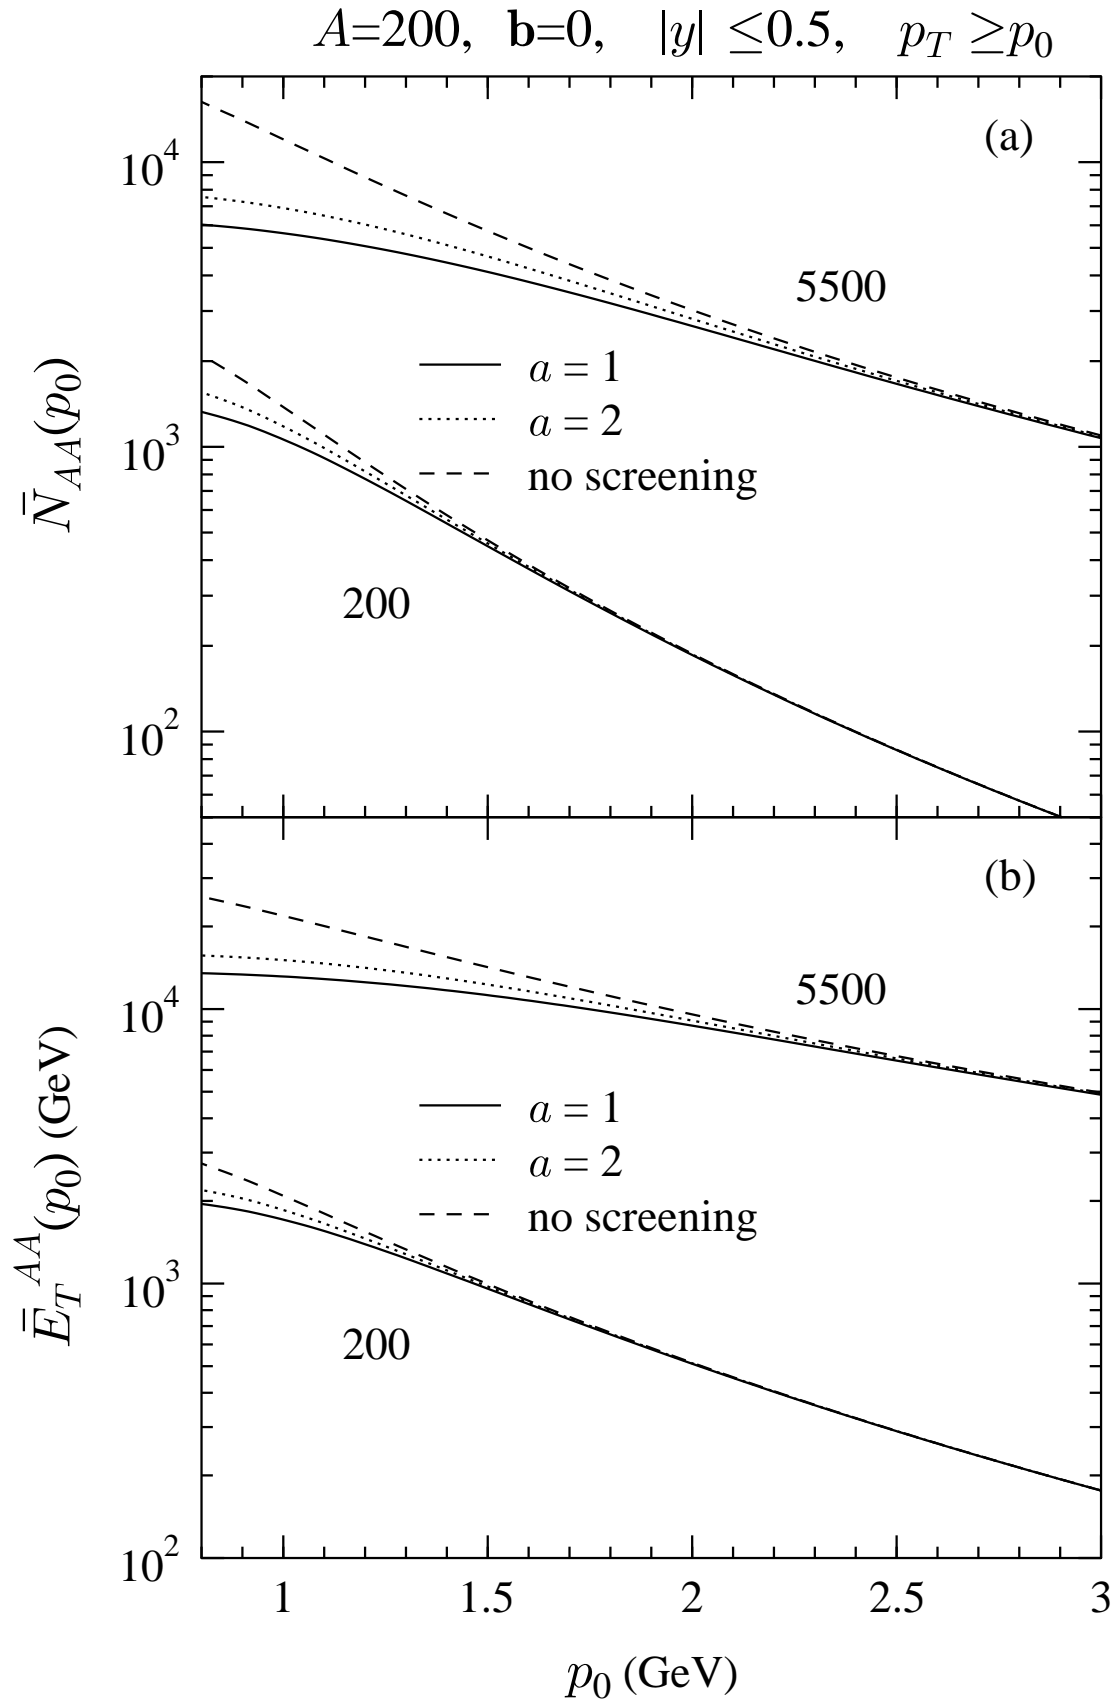 A=200, b=0, |y| ≤0.5, p_T ≥p_0
(a)
10^4
5500
N̄_AA(p_0)
a = 1
a = 2
10^3
no screening
200
10^2
(b)
5500
10^4
Ē_T^AA(p_0) (GeV)
a = 1
a = 2
no screening
10^3
200
10^2
1 1.5 2 2.5 3
p_0 (GeV)